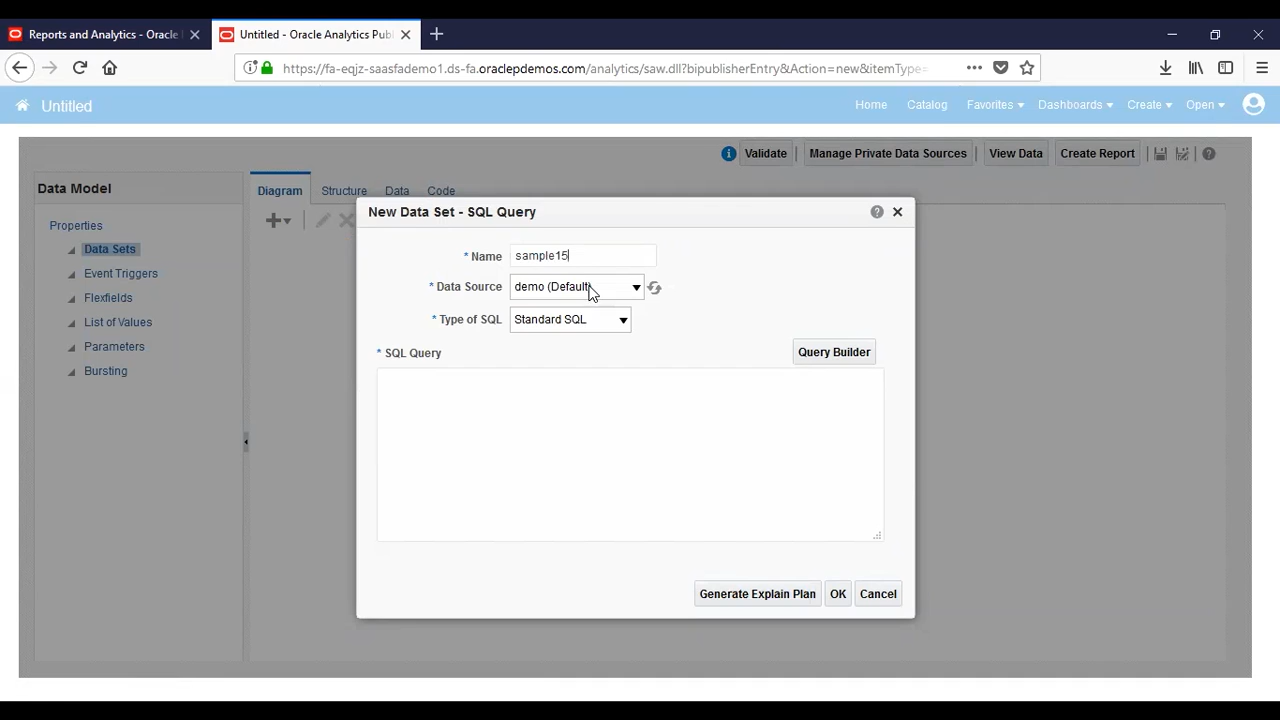 Reports and Analytics - Oracle
Untitled - Oracle Analytics Publ
https://fa-eqjz-saasfademo1.ds-fa.oraclepdemos.com/analytics/saw.dll?bipublisherEntry&Action=new&itemType=
Untitled
Home Catalog Favorites Dashboards Create Open
Validate Manage Private Data Sources View Data Create Report
Data Model
Diagram Structure Data Code
Properties
Data Sets
Event Triggers
Flexfields
List of Values
Parameters
Bursting
New Data Set - SQL Query
* Name sample15
* Data Source demo (Default)
* Type of SQL Standard SQL
* SQL Query Query Builder
Generate Explain Plan OK Cancel